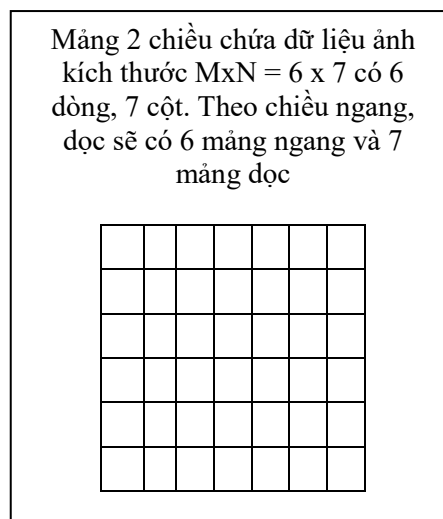 Mảng 2 chiều chứa dữ liệu ảnh
kích thước MxN = 6 x 7 có 6
dòng, 7 cột. Theo chiều ngang,
dọc sẽ có 6 mảng ngang và 7
mảng dọc